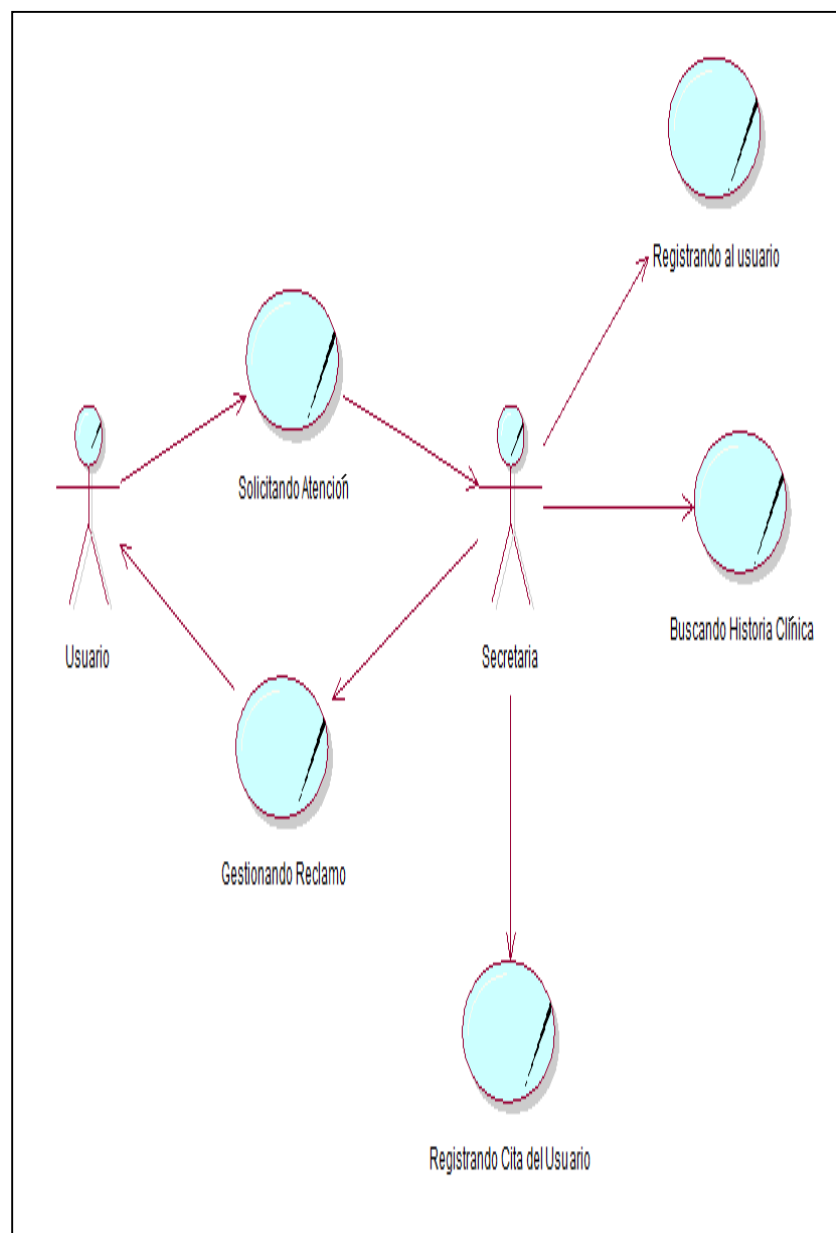 Registrando al usuario
Solicitando Atención
Buscando Historia Clínica
Usuario
Secretaria
Gestionando Reclamo
Registrando Cita del Usuario